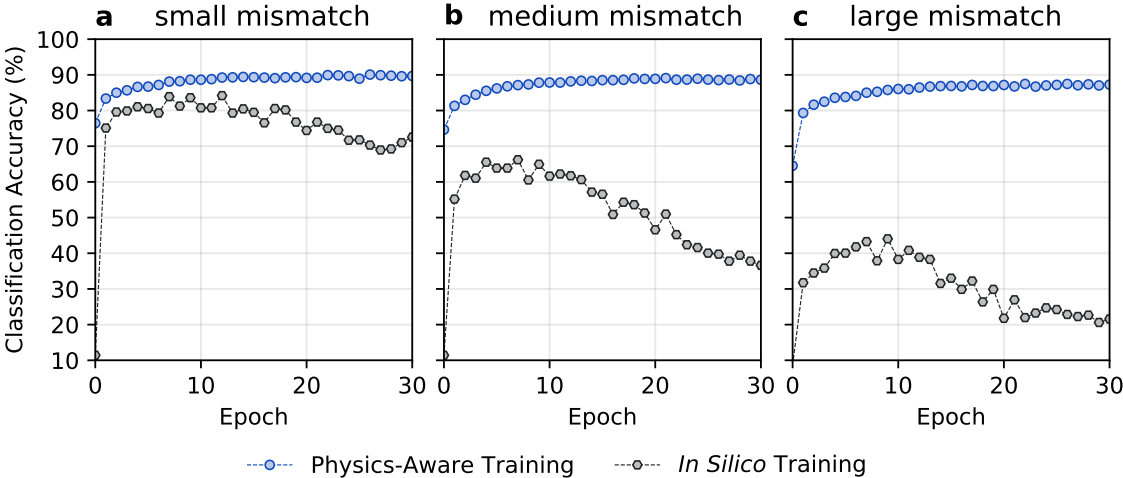 a small mismatch
b medium mismatch
c large mismatch
Classification Accuracy (%)
100
90
80
70
60
50
40
30
20
10
0 10 20 30
0 10 20 30
0 10 20 30
Epoch
Epoch
Epoch
Physics-Aware Training
In Silico Training